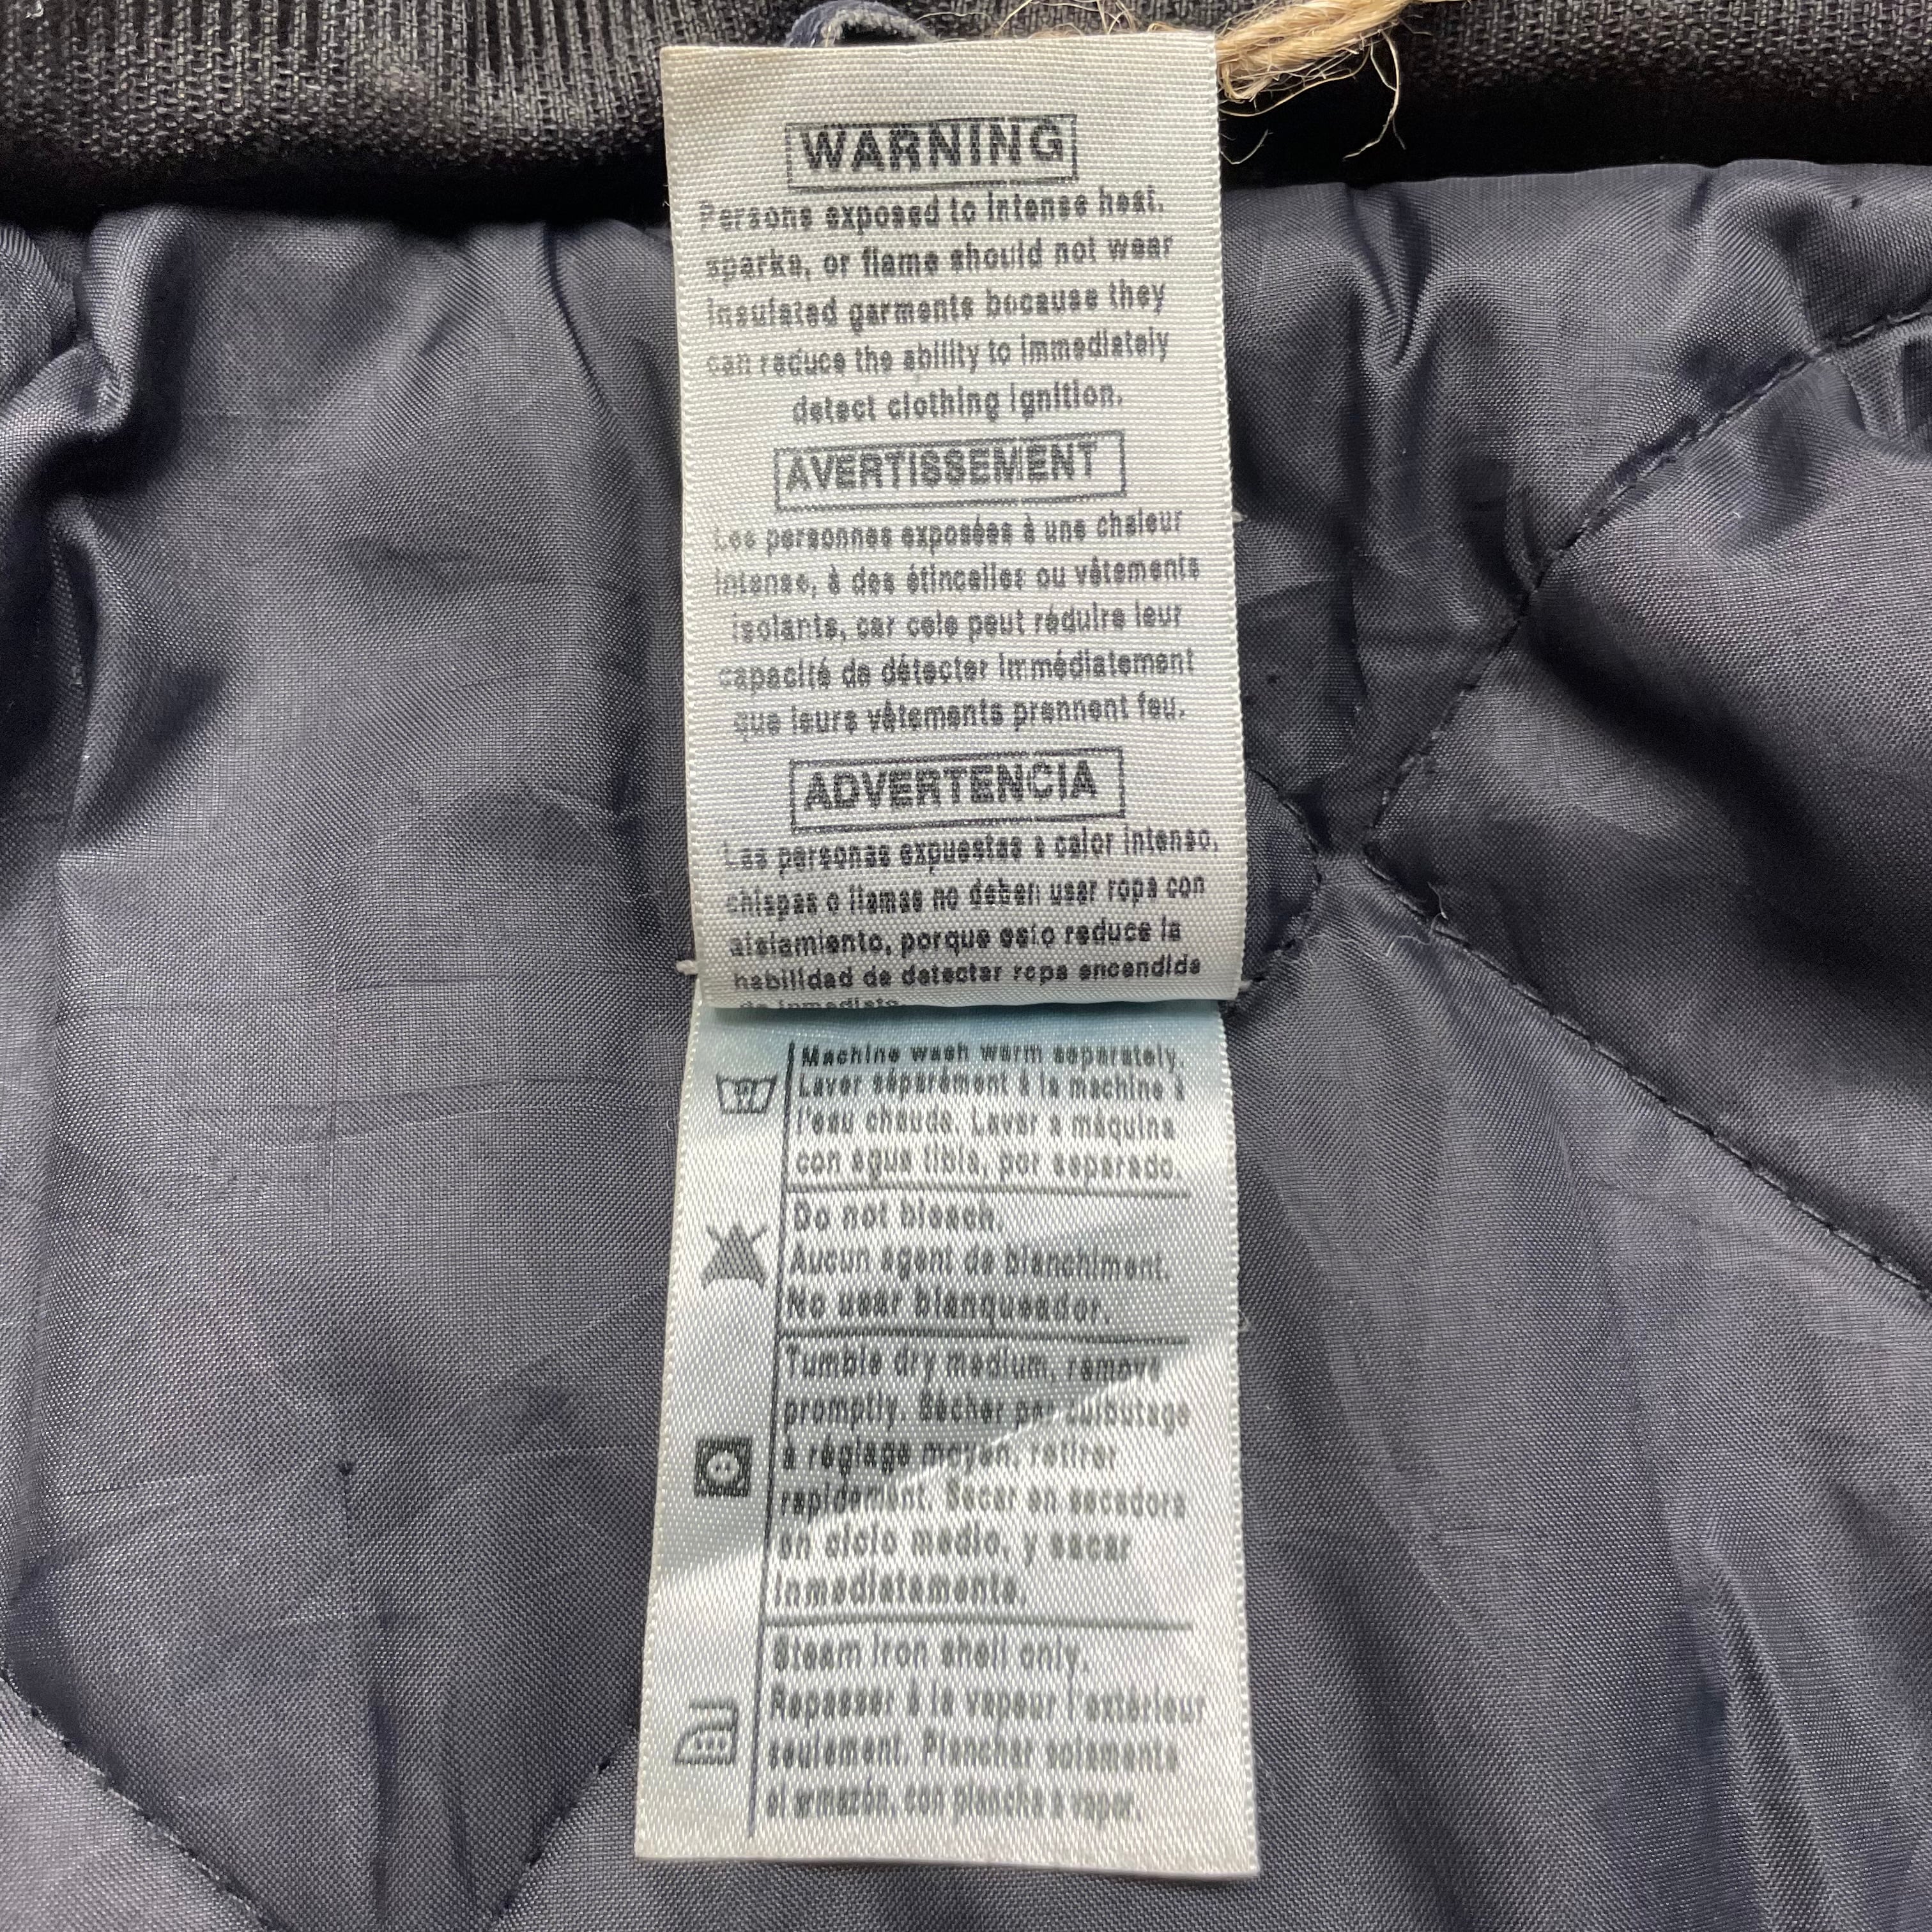 WARNING
Persons exposed to intense heat,
sparks, or flame should not wear
insulated garments because they
can reduce the ability to immediately
detect clothing ignition.
AVERTISSEMENT
Les personnes exposées à une chaleur
intense, à des étincelles ou vêtements
isolants, car cele peut réduire leur
capacité de détecter immédiatement
que leurs vêtements prennent feu.
ADVERTENCIA
Las personas expuestas a calor intenso,
chispas o llamas no deben usar ropa con
aislamiento, porque esto reduce la
habilidad de detectar ropa encendida
de inmediato.
Machine wash warm separately.
Laver séparément à la machine à
l'eau chaude. Lavar a máquina
con agua tibia, por separado.
Do not bleach.
Aucun agent de blanchiment.
No usar blanqueador.
Tumble dry medium, remove
promptly. Sécher par culbutage
à réglage moyen, retirer
rapidement. Secar en secadora
en ciclo medio, y sacar
inmediatamente.
Steam iron shell only.
Repasser à la vapeur l'extérieur
seulement. Planchar solamente
el armazón, con plancha a vapor.